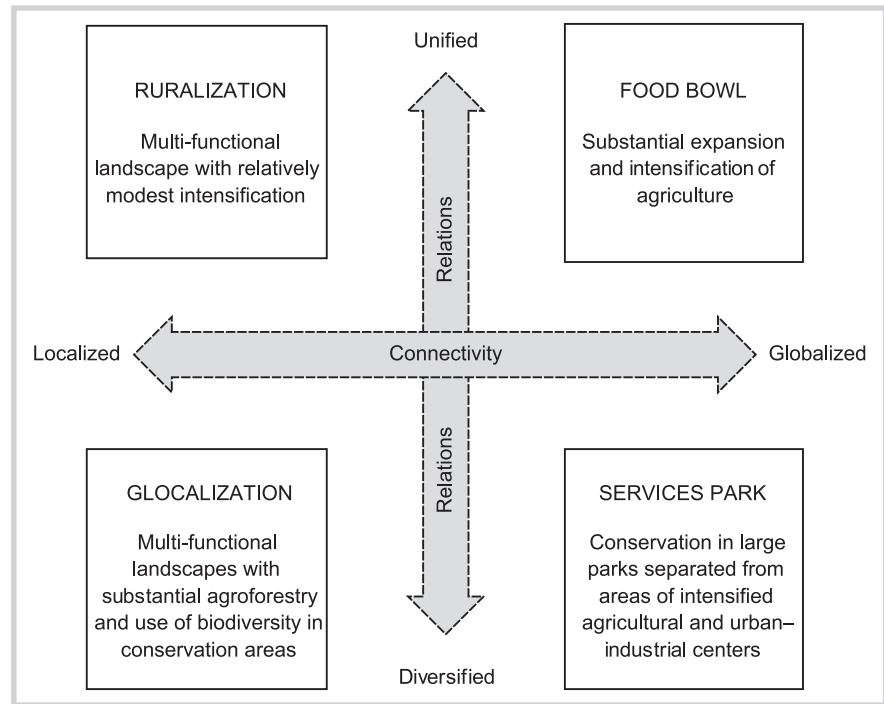 Unified
RURALIZATION
Multi-functional
landscape with relatively
modest intensification
FOOD BOWL
Substantial expansion
and intensification of
agriculture
Relations
Localized
Connectivity
Globalized
Relations
GLOCALIZATION
Multi-functional
landscapes with
substantial agroforestry
and use of biodiversity in
conservation areas
SERVICES PARK
Conservation in large
parks separated from
areas of intensified
agricultural and urban–
industrial centers
Diversified